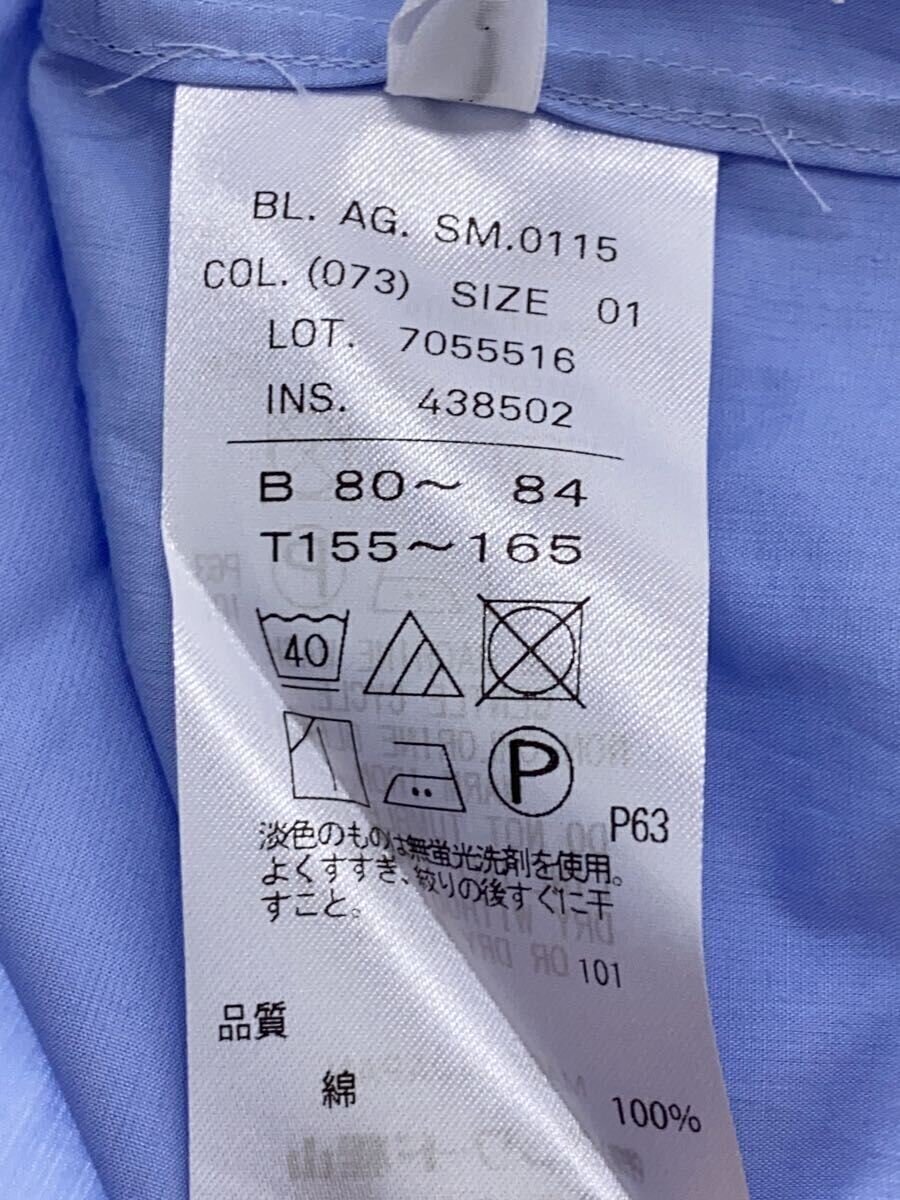 BL. AG. SM.0115
COL. (073) SIZE 01
LOT. 7055516
INS. 438502
B 80～ 84
T155～165
40
P
P63
淡色のものは無蛍光洗剤を使用。
よくすすぎ、絞りの後すぐに干
すこと。
101
品質
綿 100%